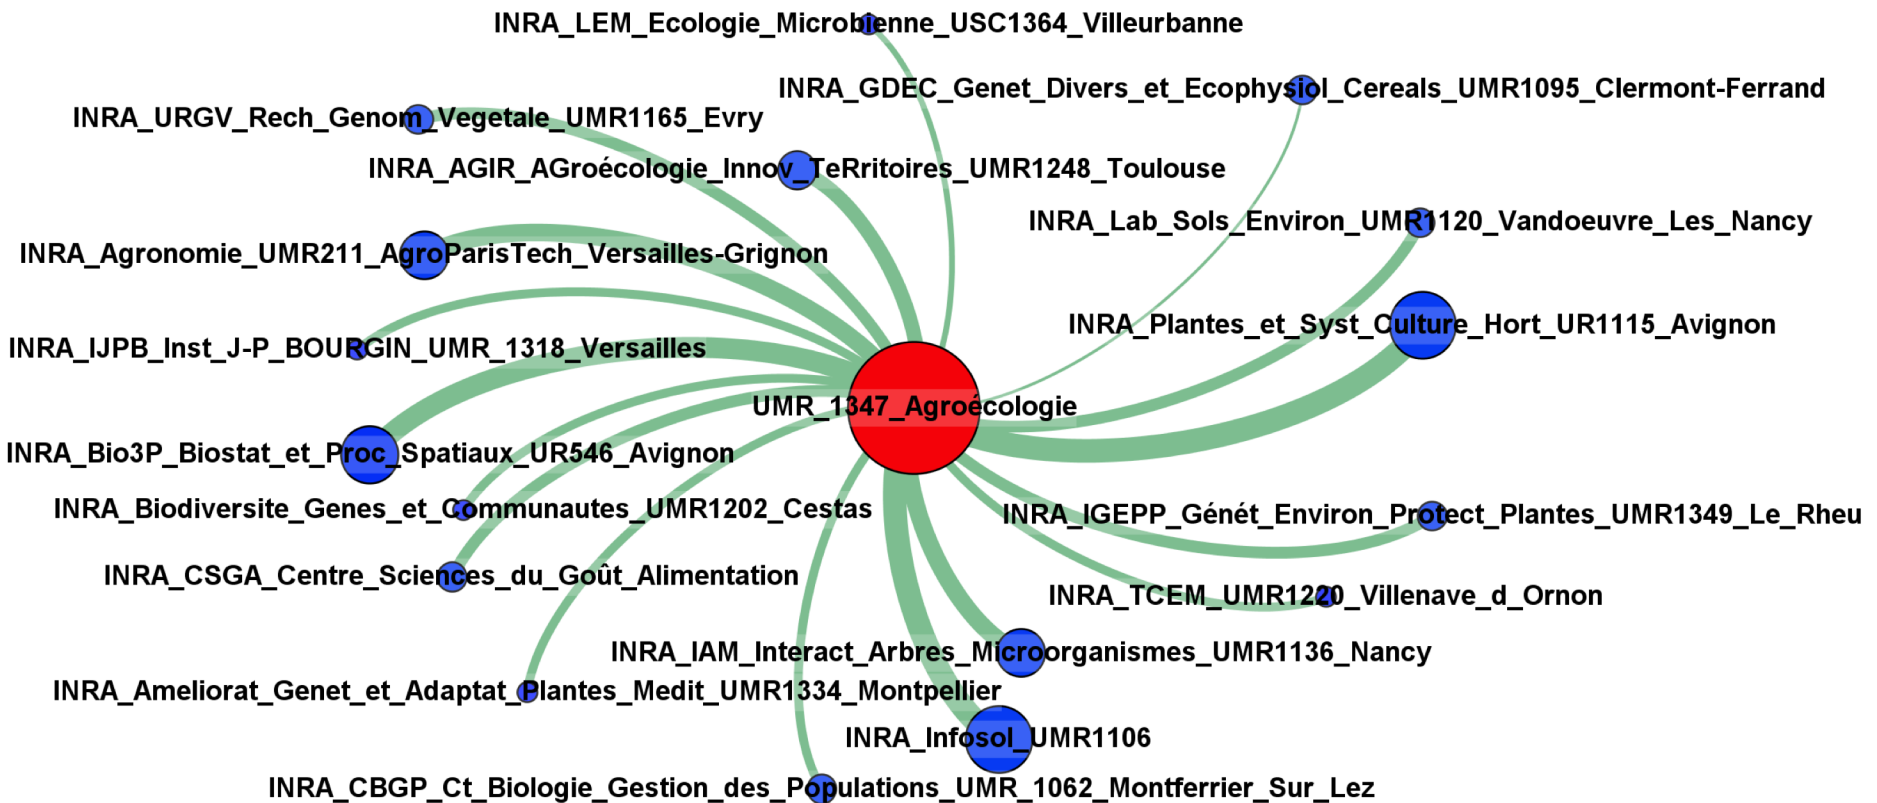 INRA_LEM_Ecologie_Microbienne_USC1364_Villeurbanne
INRA_GDEC_Genet_Divers_et_Ecophysiol_Cereals_UMR1095_Clermont-Ferrand
INRA_URGV_Rech_Genom_Vegetale_UMR1165_Evry
INRA_AGIR_AGroécologie_Innov_TeRritoires_UMR1248_Toulouse
INRA_Lab_Sols_Environ_UMR1120_Vandoeuvre_Les_Nancy
INRA_Agronomie_UMR211_AgroParisTech_Versailles-Grignon
INRA_Plantes_et_Syst_Culture_Hort_UR1115_Avignon
INRA_IJPB_Inst_J-P_BOURGIN_UMR_1318_Versailles
UMR_1347_Agroécologie
INRA_Bio3P_Biostat_et_Proc_Spatiaux_UR546_Avignon
INRA_Biodiversite_Genes_et_Communautes_UMR1202_Cestas
INRA_IGEPP_Génét_Environ_Protect_Plantes_UMR1349_Le_Rheu
INRA_CSGA_Centre_Sciences_du_Goût_Alimentation
INRA_TCEM_UMR1220_Villenave_d_Ornon
INRA_IAM_Interact_Arbres_Microorganismes_UMR1136_Nancy
INRA_Ameliorat_Genet_et_Adaptat_Plantes_Medit_UMR1334_Montpellier
INRA_Infosol_UMR1106
INRA_CBGP_Ct_Biologie_Gestion_des_Populations_UMR_1062_Montferrier_Sur_Lez